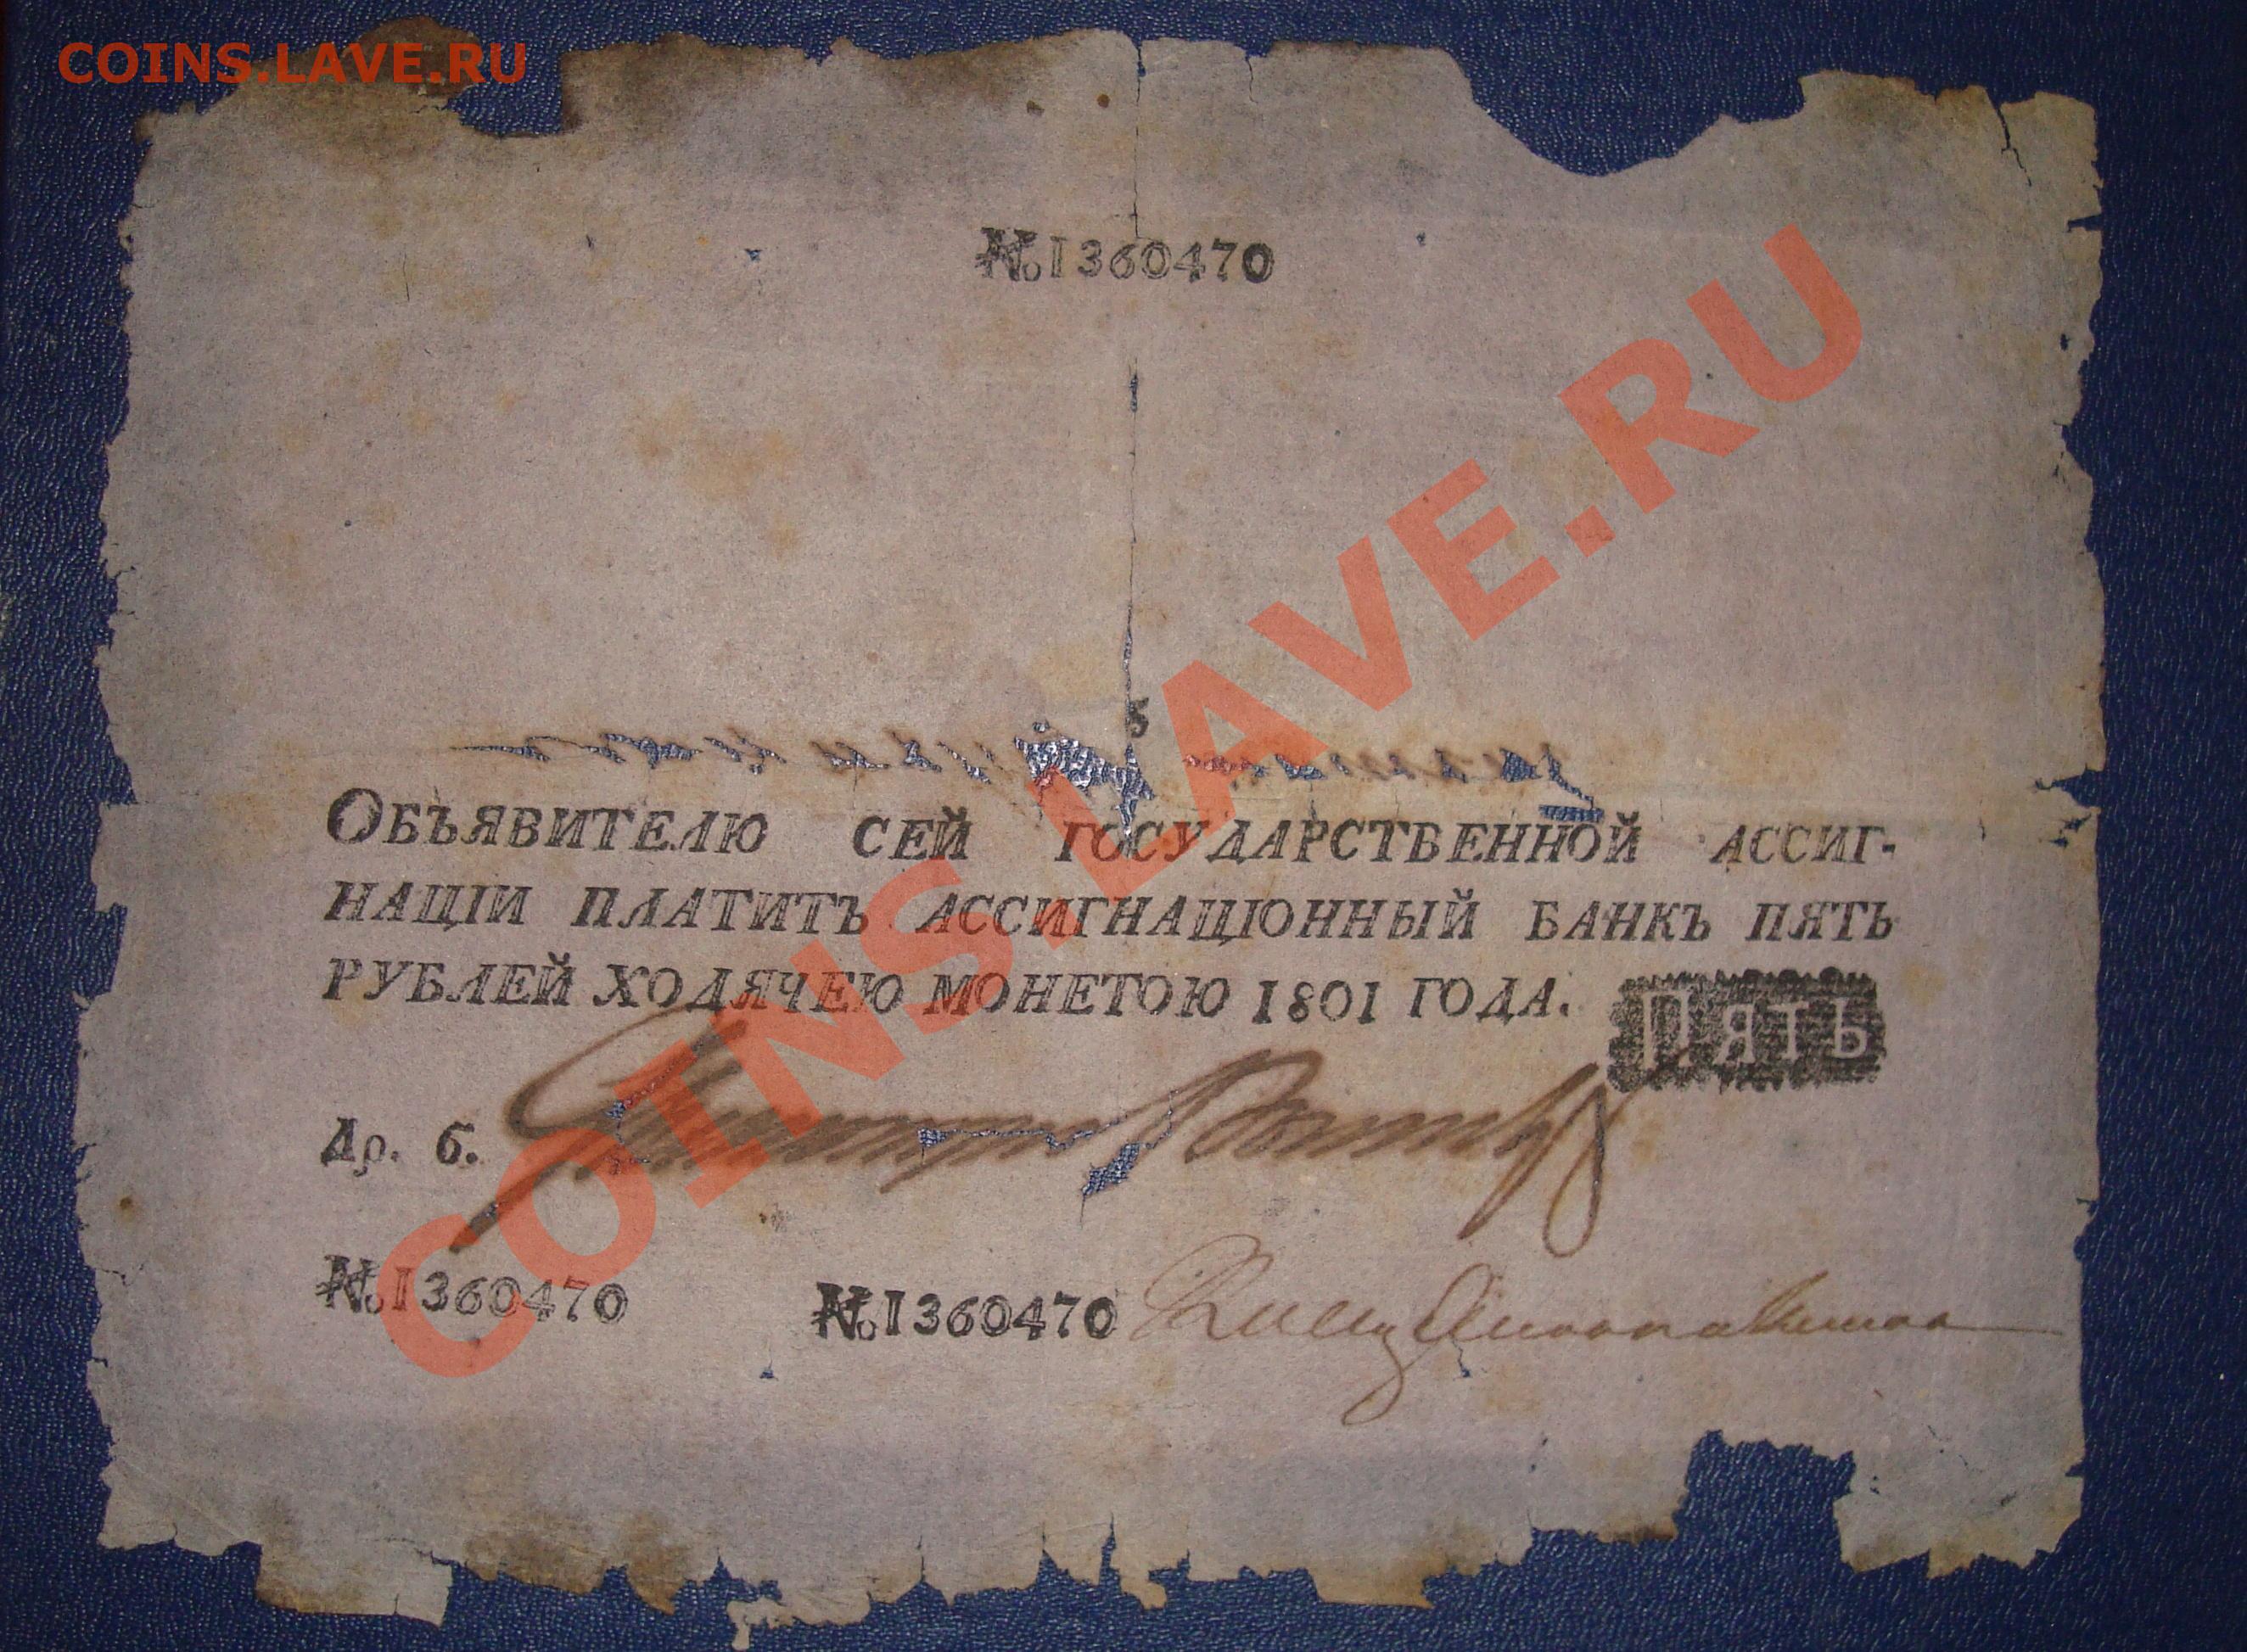 COINS.LAVE.RU
№1360470
5
ОБЪЯВИТЕЛЮ СЕЙ ГОСУДАРСТВЕННОЙ АССИГ-
НАЦІИ ПЛАТИТЪ АССИГНАЦІОННЫЙ БАНКЪ ПЯТЬ
РУБЛЕЙ ХОДЯЧЕЮ МОНЕТОЮ 1801 ГОДА.
ПЯТЬ
Др. б.
№1360470 №1360470
COINS.LAVE.RU